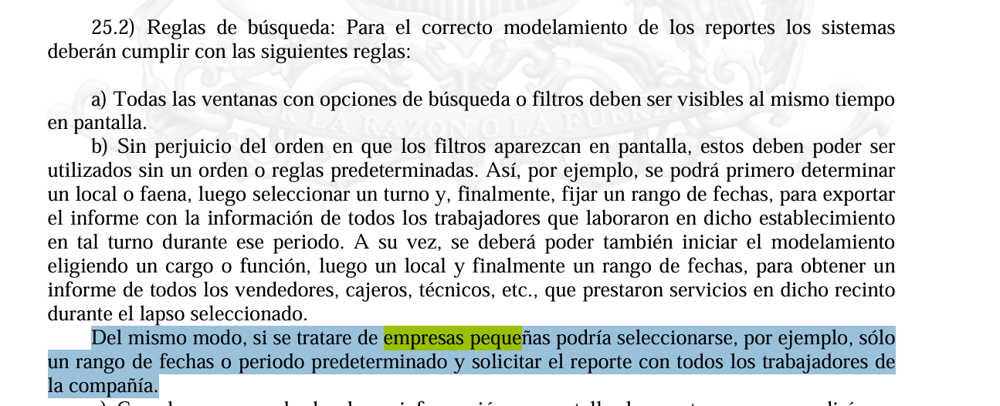 25.2) Reglas de búsqueda: Para el correcto modelamiento de los reportes los sistemas
deberán cumplir con las siguientes reglas:
a) Todas las ventanas con opciones de búsqueda o filtros deben ser visibles al mismo tiempo
en pantalla.
POR LA RAZON O LA FUERZA
b) Sin perjuicio del orden en que los filtros aparezcan en pantalla, estos deben poder ser
utilizados sin un orden o reglas predeterminadas. Así, por ejemplo, se podrá primero determinar
un local o faena, luego seleccionar un turno y, finalmente, fijar un rango de fechas, para exportar
el informe con la información de todos los trabajadores que laboraron en dicho establecimiento
en tal turno durante ese periodo. A su vez, se deberá poder también iniciar el modelamiento
eligiendo un cargo o función, luego un local y finalmente un rango de fechas, para obtener un
informe de todos los vendedores, cajeros, técnicos, etc., que prestaron servicios en dicho recinto
durante el lapso seleccionado.
Del mismo modo, si se tratare de empresas pequeñas podría seleccionarse, por ejemplo, sólo
un rango de fechas o periodo predeterminado y solicitar el reporte con todos los trabajadores de
la compañía.